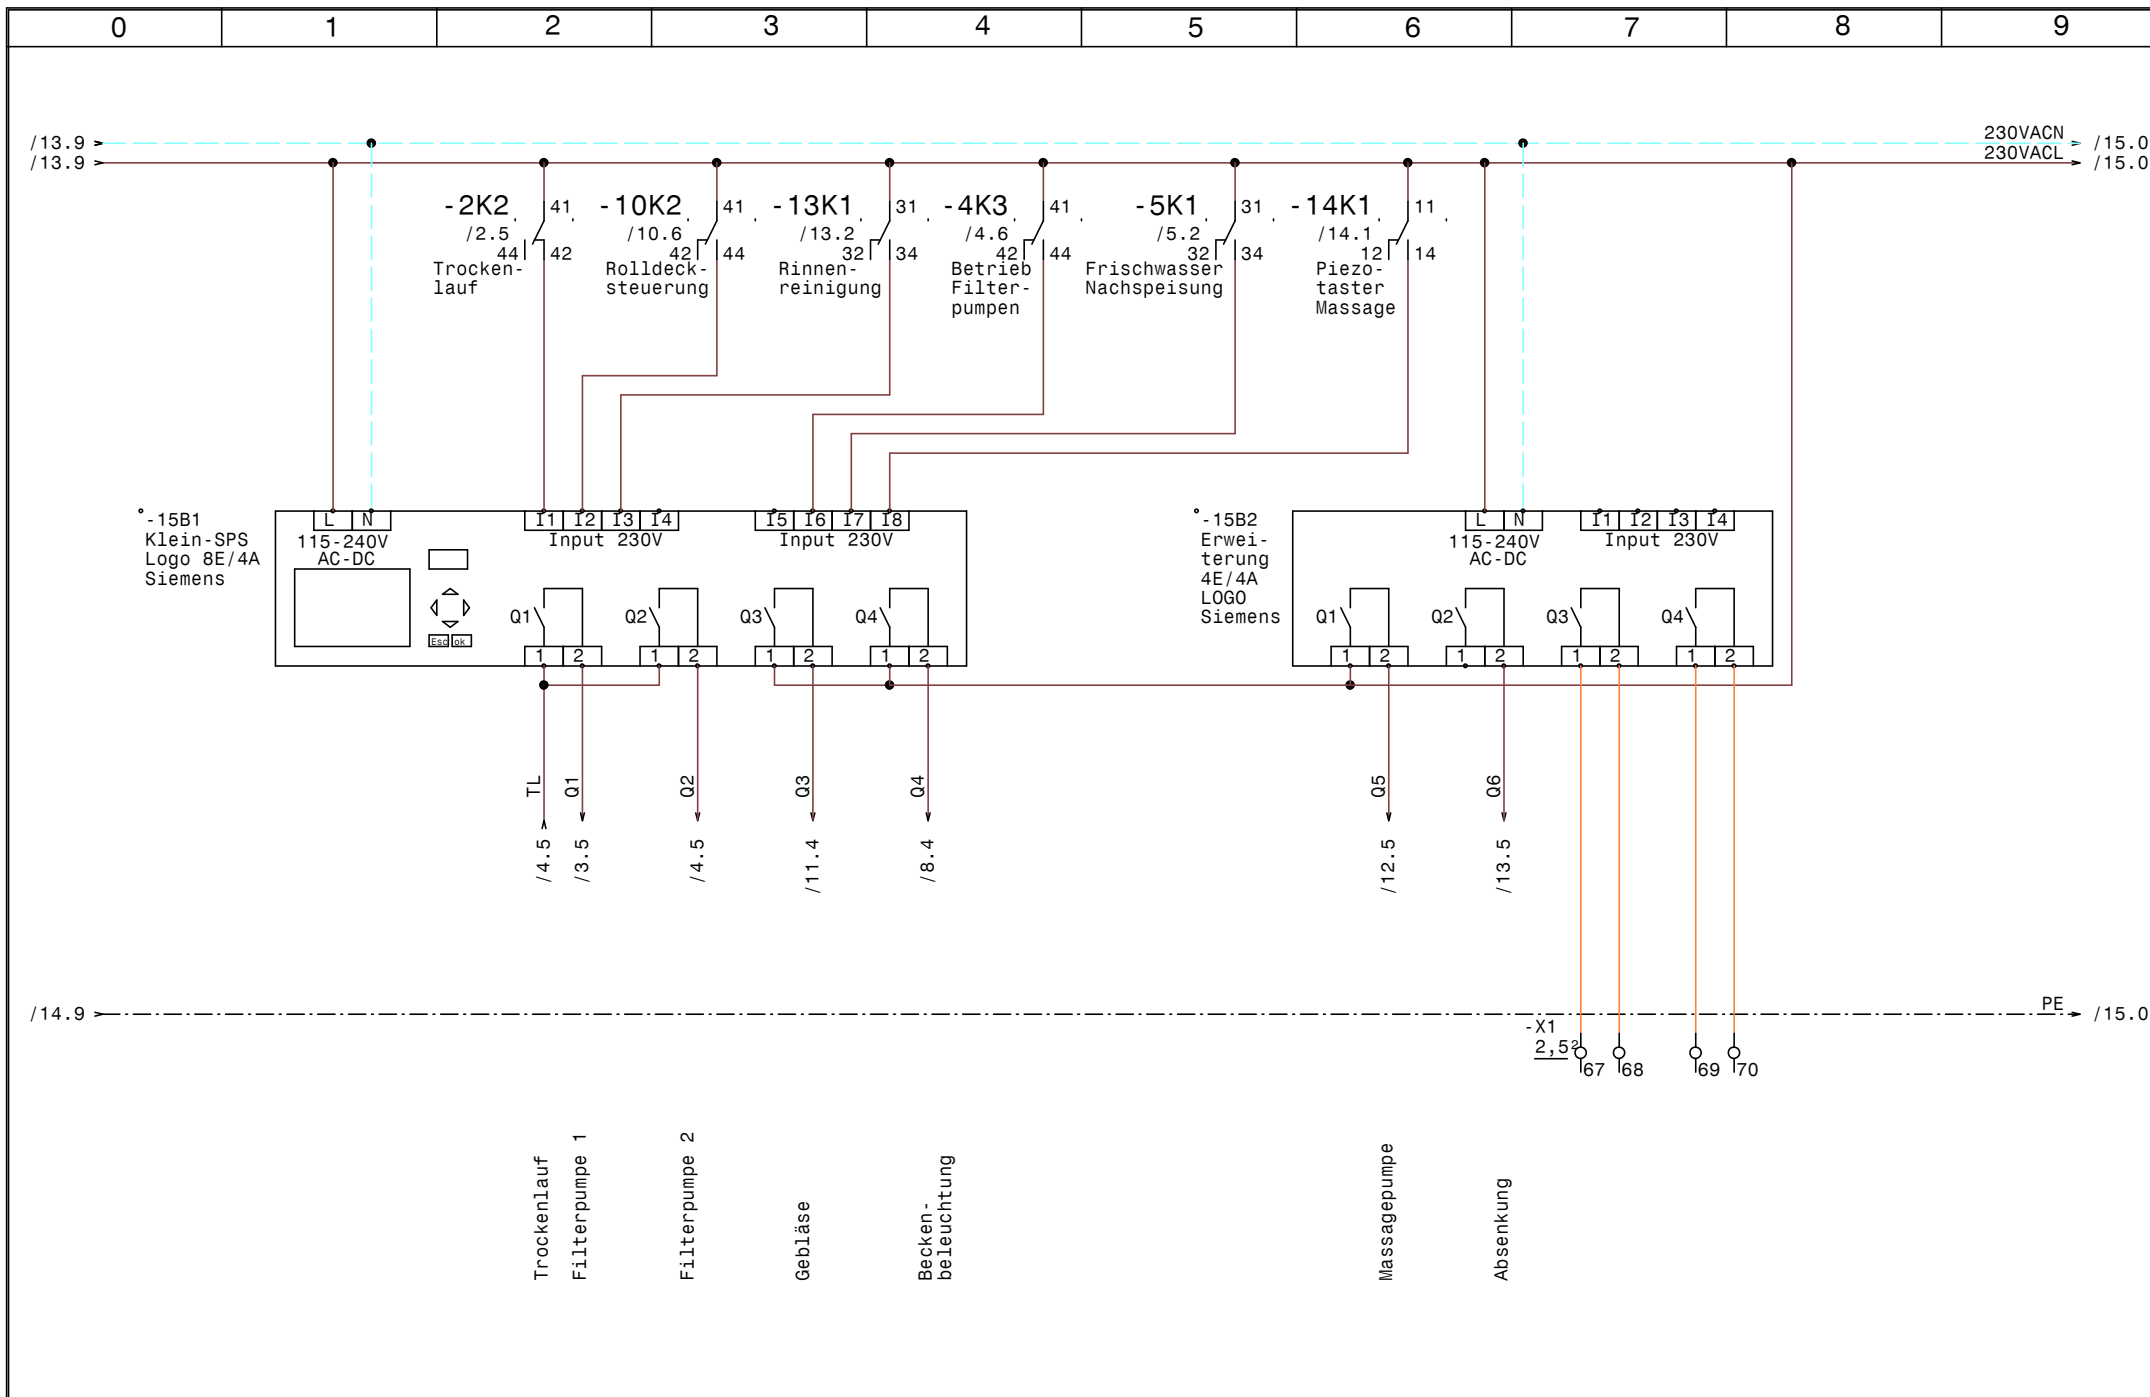 0 1 2 3 4 5 6 7 8 9
/13.9 230VACN /15.0
/13.9 230VACL /15.0
-2K2 41 -10K2 41 -13K1 31 -4K3 41 -5K1 31 -14K1 11
/2.5 /10.6 /13.2 /4.6 /5.2 /14.1
44 42 42 44 32 34 42 44 32 34 12 14
Trocken- Rolldeck- Rinnen- Betrieb Frischwasser Piezo-
lauf steuerung reinigung Filter- Nachspeisung taster
pumpen Massage
-15B1 L N I1 I2 I3 I4 I5 I6 I7 I8 -15B2 L N I1 I2 I3 I4
Klein-SPS 115-240V Input 230V Input 230V Erwei- 115-240V Input 230V
Logo 8E/4A AC-DC terung AC-DC
Siemens 4E/4A
LOGO
Q1 Q2 Q3 Q4 Siemens Q1 Q2 Q3 Q4
Esc ok
1 2 1 2 1 2 1 2 1 2 1 2 1 2 1 2
TL Q1 Q2 Q3 Q4 Q5 Q6
/4.5 /3.5 /4.5 /11.4 /8.4 /12.5 /13.5
/14.9 PE /15.0
-X1
2,5²
67 68 69 70
Trockenlauf
Filterpumpe 1
Filterpumpe 2
Gebläse
Becken-
beleuchtung
Massagepumpe
Absenkung